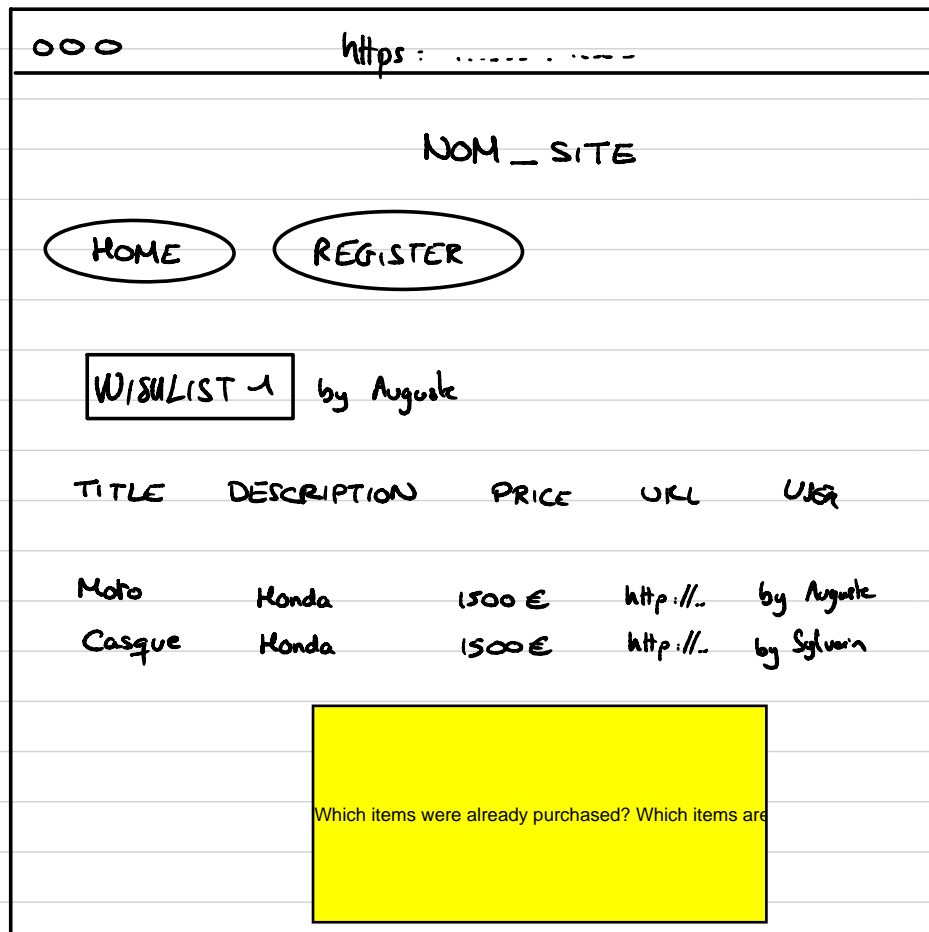 https: ...... . .....
NOM_SITE
HOME REGISTER
WISHLIST 1 by Auguste
TITLE DESCRIPTION PRICE URL USER
Moto Honda 1500 € http://.. by Auguste
Casque Honda 1500 € http://.. by Sylvain
Which items were already purchased? Which items are